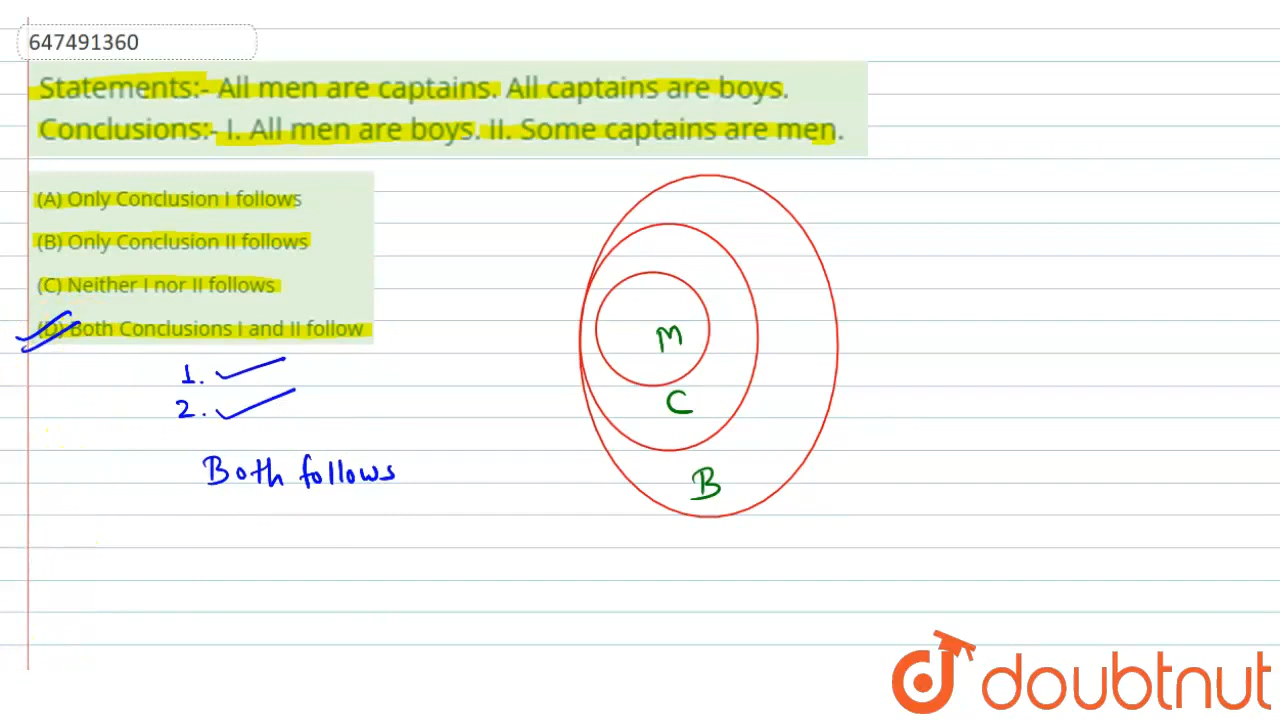 647491360
Statements:- All men are captains. All captains are boys.
Conclusions:- I. All men are boys. II. Some captains are men.
(A) Only Conclusion I follows
(B) Only Conclusion II follows
(C) Neither I nor II follows
(D) Both Conclusions I and II follow
1.
2.
Both follows
M
C
B
doubtnut